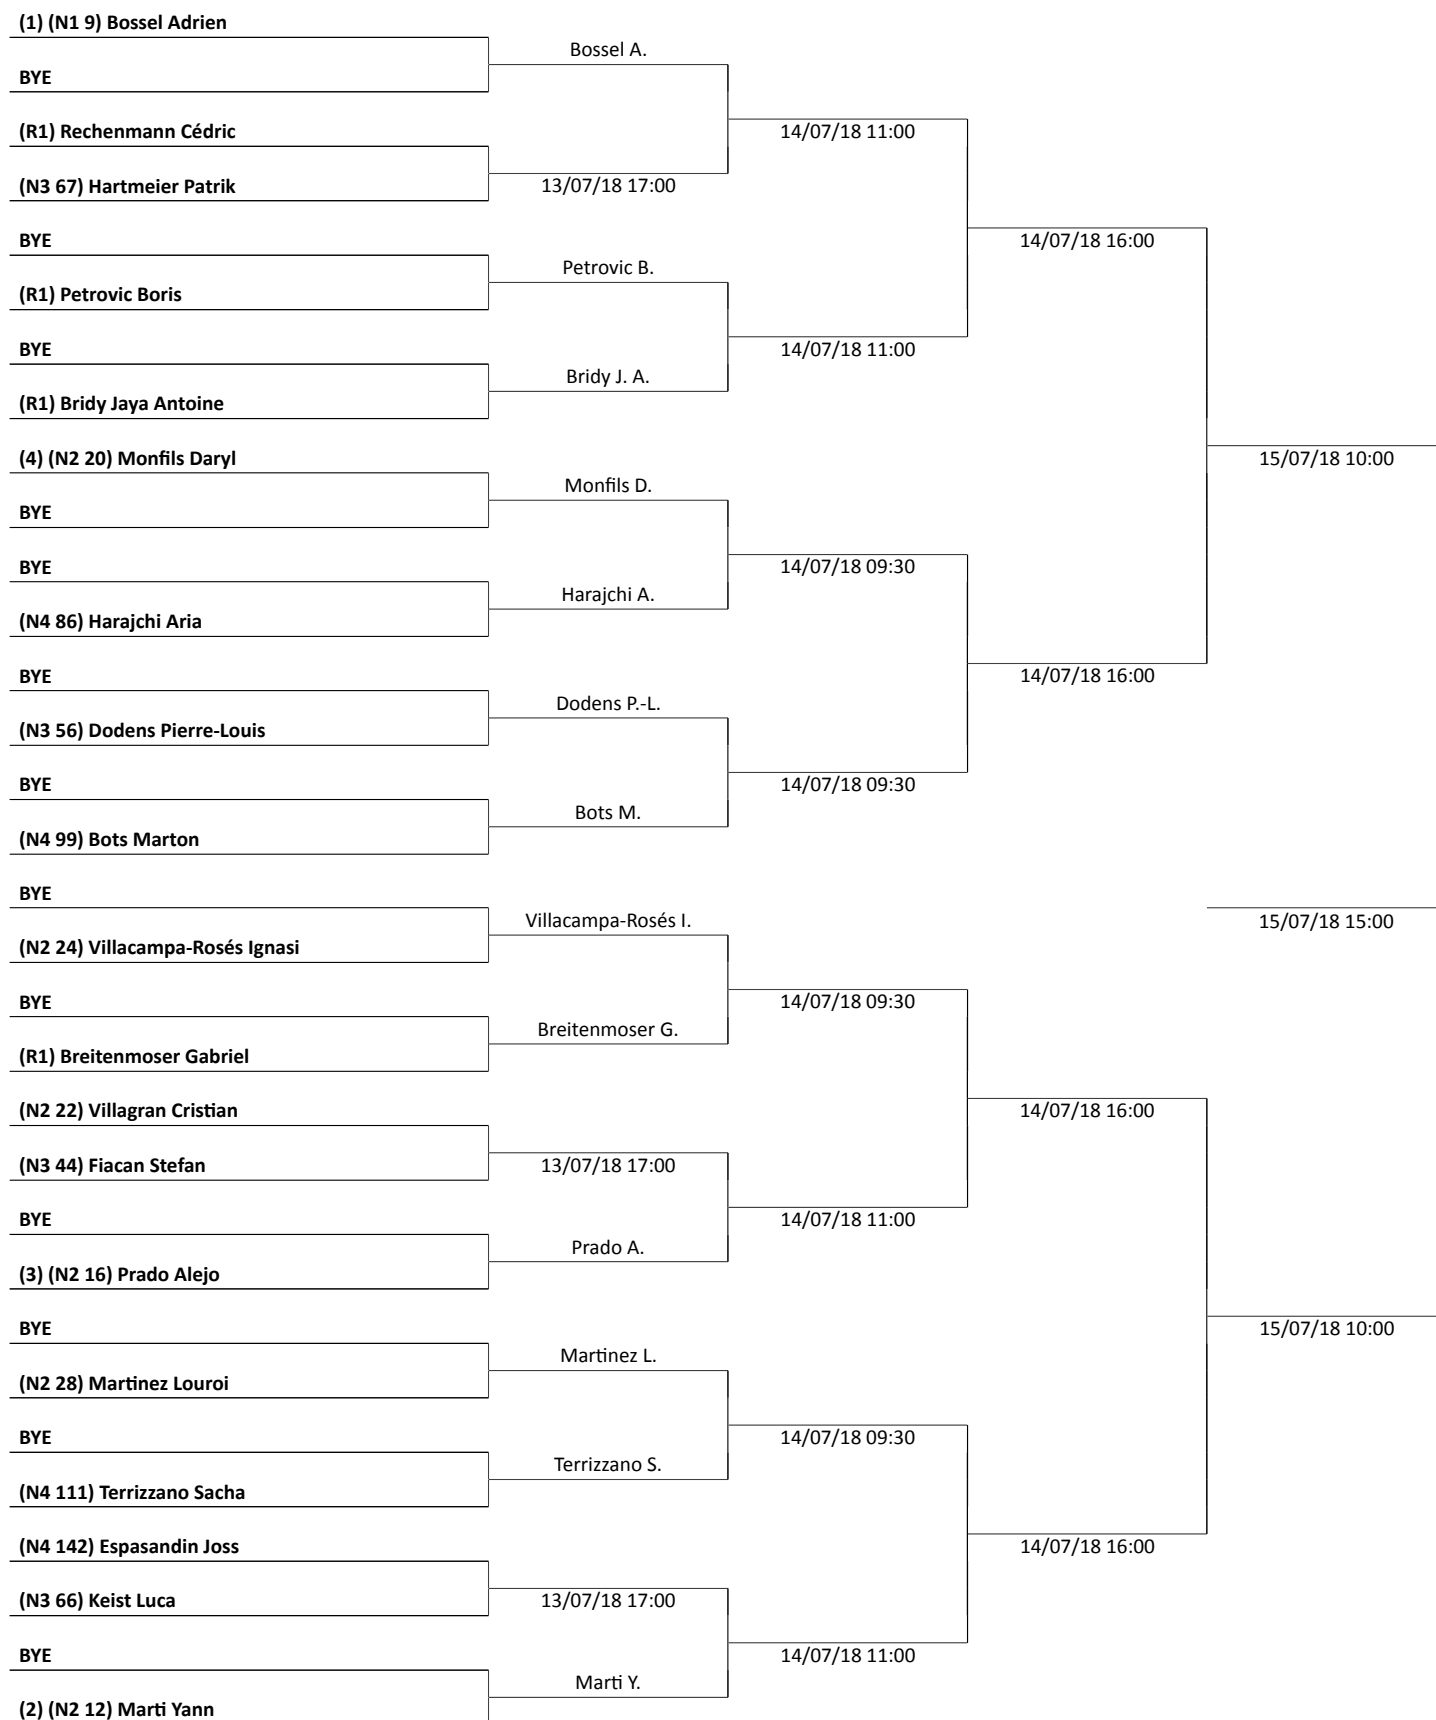 (1) (N1 9) Bossel Adrien
Bossel A.
BYE
(R1) Rechenmann Cédric
14/07/18 11:00
(N3 67) Hartmeier Patrik
13/07/18 17:00
BYE
14/07/18 16:00
Petrovic B.
(R1) Petrovic Boris
BYE
14/07/18 11:00
Bridy J. A.
(R1) Bridy Jaya Antoine
(4) (N2 20) Monfils Daryl
15/07/18 10:00
Monfils D.
BYE
BYE
14/07/18 09:30
Harajchi A.
(N4 86) Harajchi Aria
BYE
14/07/18 16:00
Dodens P.-L.
(N3 56) Dodens Pierre-Louis
BYE
14/07/18 09:30
Bots M.
(N4 99) Bots Marton
BYE
Villacampa-Rosés I.
15/07/18 15:00
(N2 24) Villacampa-Rosés Ignasi
BYE
14/07/18 09:30
Breitenmoser G.
(R1) Breitenmoser Gabriel
(N2 22) Villagran Cristian
14/07/18 16:00
(N3 44) Fiacan Stefan
13/07/18 17:00
BYE
14/07/18 11:00
Prado A.
(3) (N2 16) Prado Alejo
BYE
15/07/18 10:00
Martinez L.
(N2 28) Martinez Louroi
BYE
14/07/18 09:30
Terrizzano S.
(N4 111) Terrizzano Sacha
(N4 142) Espasandin Joss
14/07/18 16:00
(N3 66) Keist Luca
13/07/18 17:00
BYE
14/07/18 11:00
Marti Y.
(2) (N2 12) Marti Yann